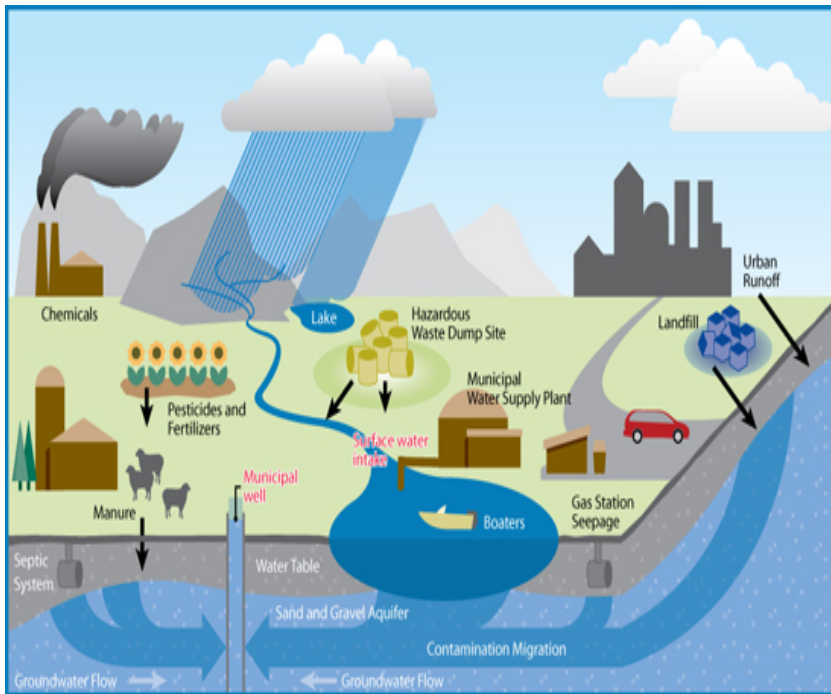 Urban
Runoff
Chemicals
Lake
Hazardous
Waste Dump Site
Landfill
Municipal
Water Supply Plant
Pesticides and
Fertilizers
Surface water
intake
Municipal
well
Manure
Boaters
Gas Station
Seepage
Septic
System
Water Table
Sand and Gravel Aquifer
Contamination Migration
Groundwater Flow
Groundwater Flow